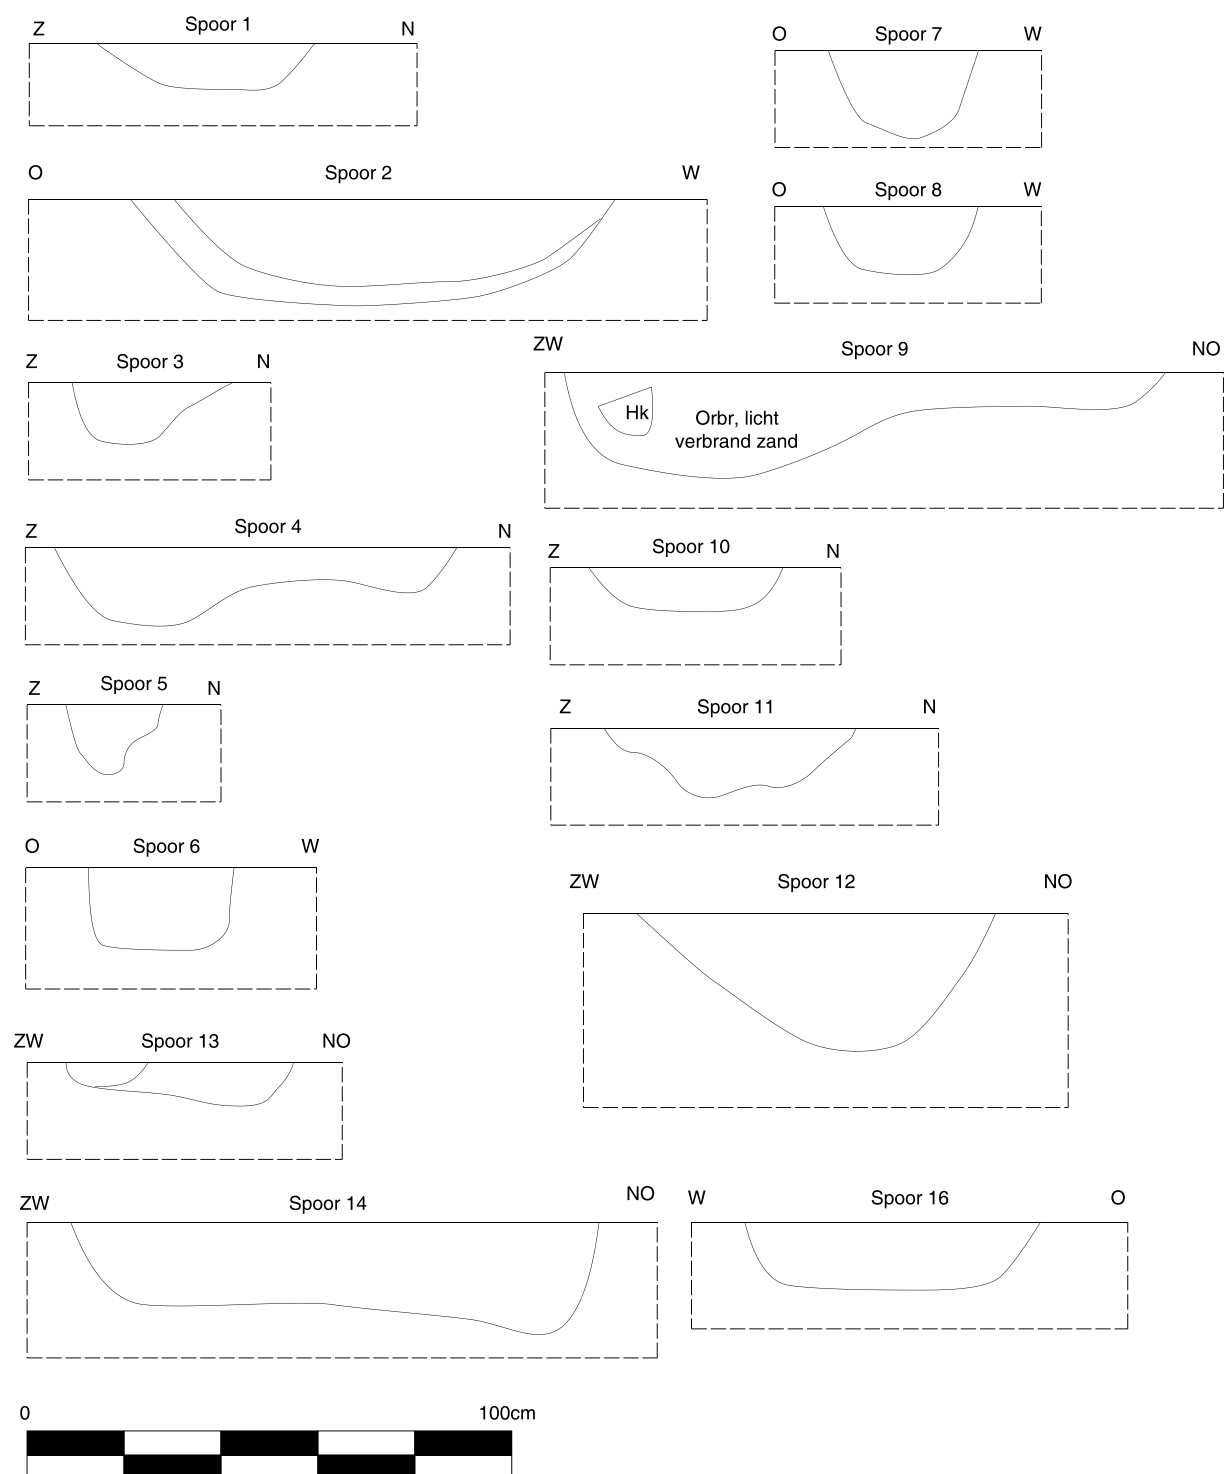 Z Spoor 1 N
O Spoor 2 W
Z Spoor 3 N
Z Spoor 4 N
Z Spoor 5 N
O Spoor 6 W
ZW Spoor 13 NO
ZW Spoor 14 NO
O Spoor 7 W
O Spoor 8 W
ZW Spoor 9 NO
Hk
Orbr, licht
verbrand zand
Z Spoor 10 N
Z Spoor 11 N
ZW Spoor 12 NO
W Spoor 16 O
0 100cm